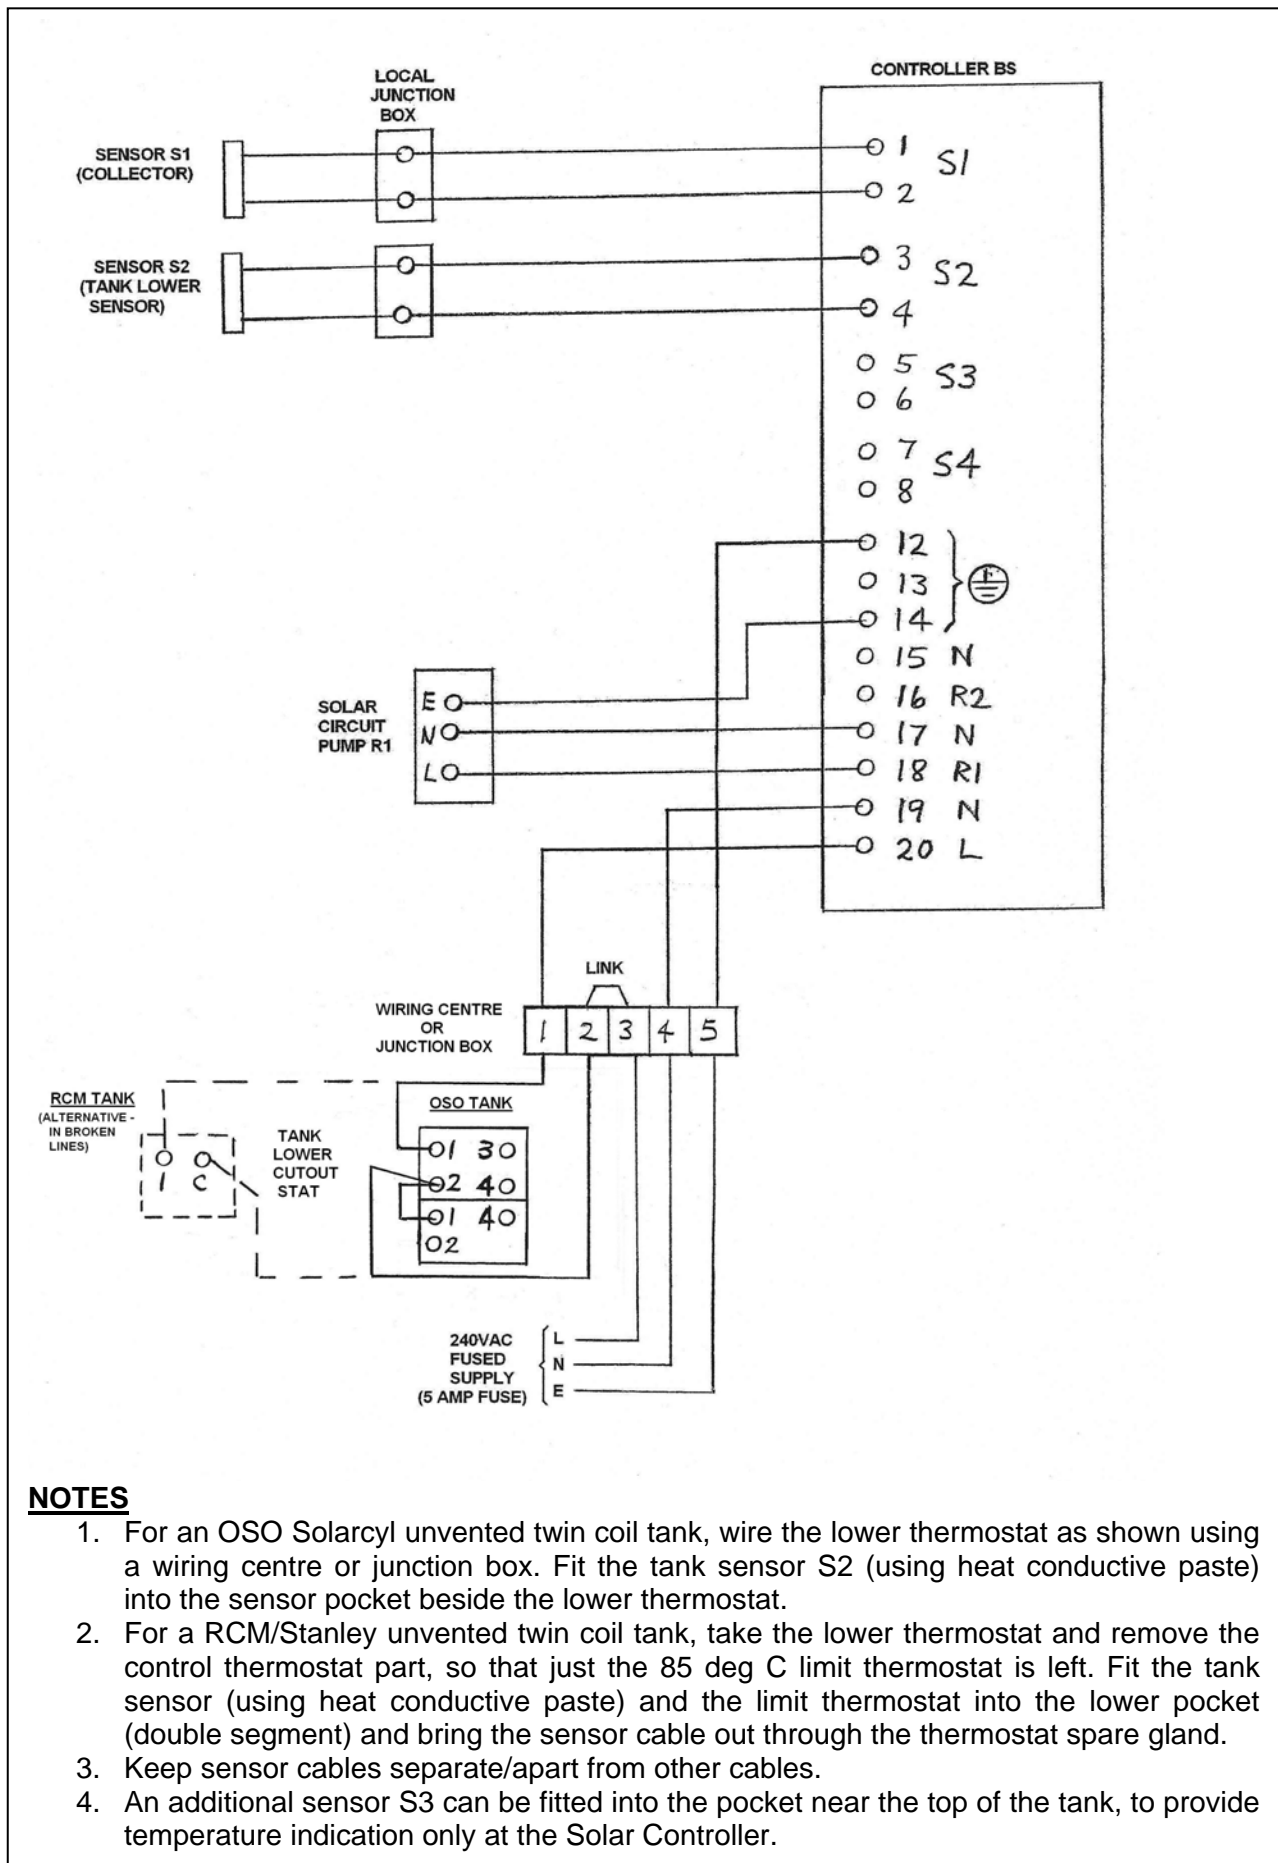 CONTROLLER BS
LOCAL
JUNCTION
BOX
SENSOR S1
(COLLECTOR)
1 S1
2
SENSOR S2
(TANK LOWER
SENSOR)
3 S2
4
5 S3
6
7 S4
8
12
13
14
15 N
16 R2
17 N
18 R1
19 N
20 L
SOLAR
CIRCUIT
PUMP R1
E
N
L
LINK
WIRING CENTRE
OR
JUNCTION BOX
1 2 3 4 5
RCM TANK
(ALTERNATIVE -
IN BROKEN
LINES)
1 C
TANK
LOWER
CUTOUT
STAT
OSO TANK
1 3
2 4
1 4
2
240VAC
FUSED
SUPPLY
(5 AMP FUSE)
L
N
E
NOTES
1. For an OSO Solarcyl unvented twin coil tank, wire the lower thermostat as shown using
a wiring centre or junction box. Fit the tank sensor S2 (using heat conductive paste)
into the sensor pocket beside the lower thermostat.
2. For a RCM/Stanley unvented twin coil tank, take the lower thermostat and remove the
control thermostat part, so that just the 85 deg C limit thermostat is left. Fit the tank
sensor (using heat conductive paste) and the limit thermostat into the lower pocket
(double segment) and bring the sensor cable out through the thermostat spare gland.
3. Keep sensor cables separate/apart from other cables.
4. An additional sensor S3 can be fitted into the pocket near the top of the tank, to provide
temperature indication only at the Solar Controller.